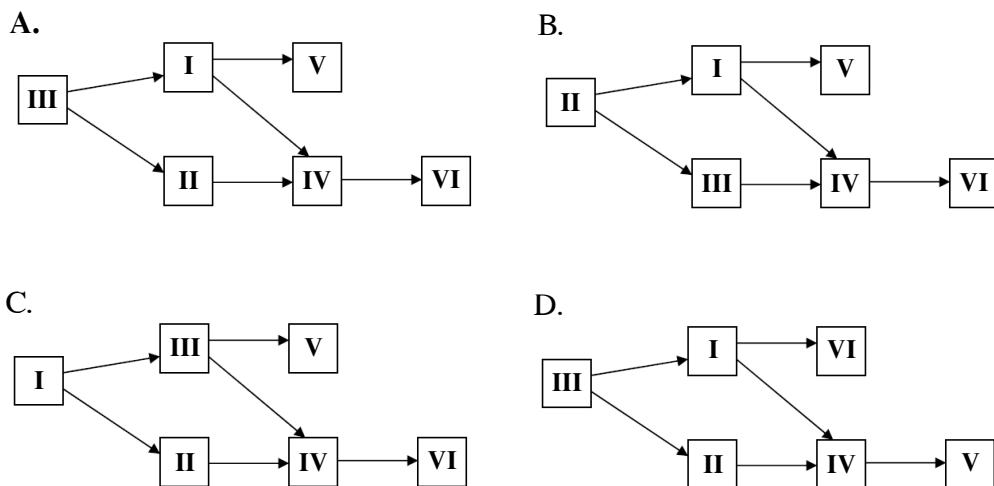 A.
I V
III
II IV VI
B.
I V
II
III IV VI
C.
III V
I
II IV VI
D.
I VI
III
II IV V